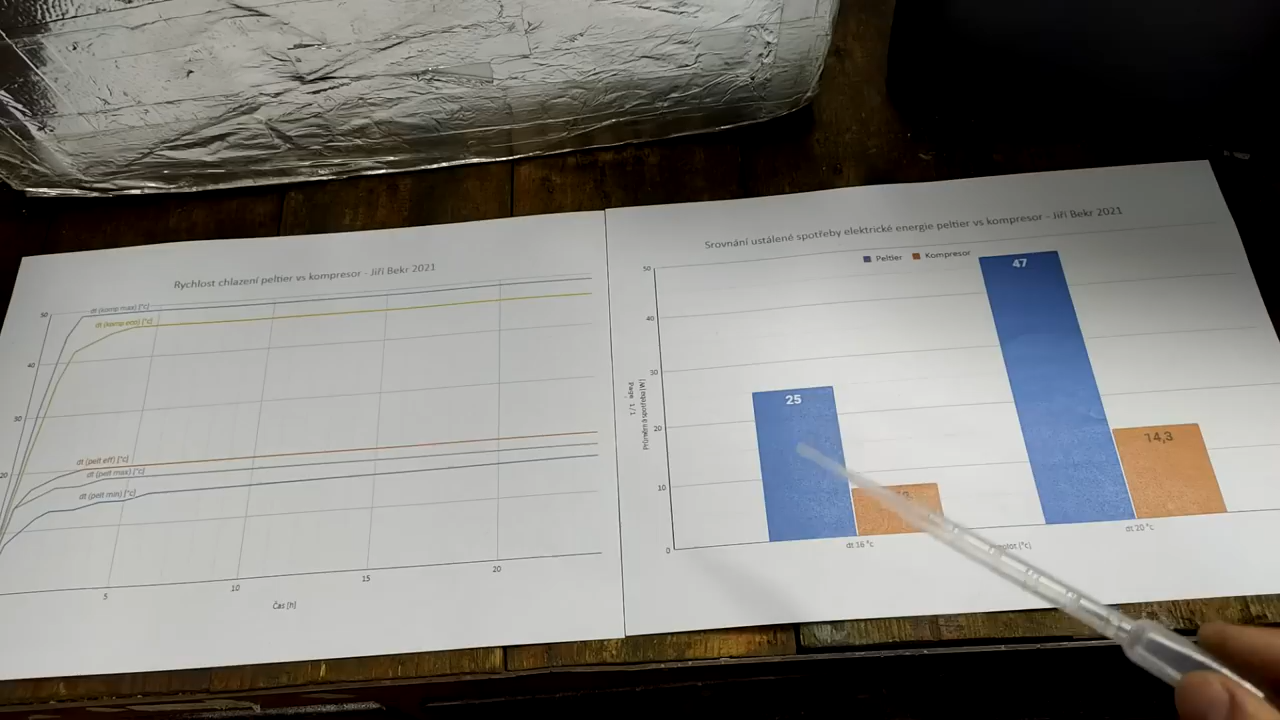 Rychlost chlazení peltier vs kompresor - Jiří Bekr 2021
dt (komp max) [°c]
dt (komp eco) [°c]
dt (pelt eff) [°c]
dt (pelt max) [°c]
dt (pelt min) [°c]
50
40
30
20
5
10
15
20
Čas [h]
Srovnání ustálené spotřeby elektrické energie peltier vs kompresor - Jiří Bekr 2021
Peltier
Kompresor
50
40
30
20
10
0
25
47
14,3
dt 16 °c
dt 20 °c